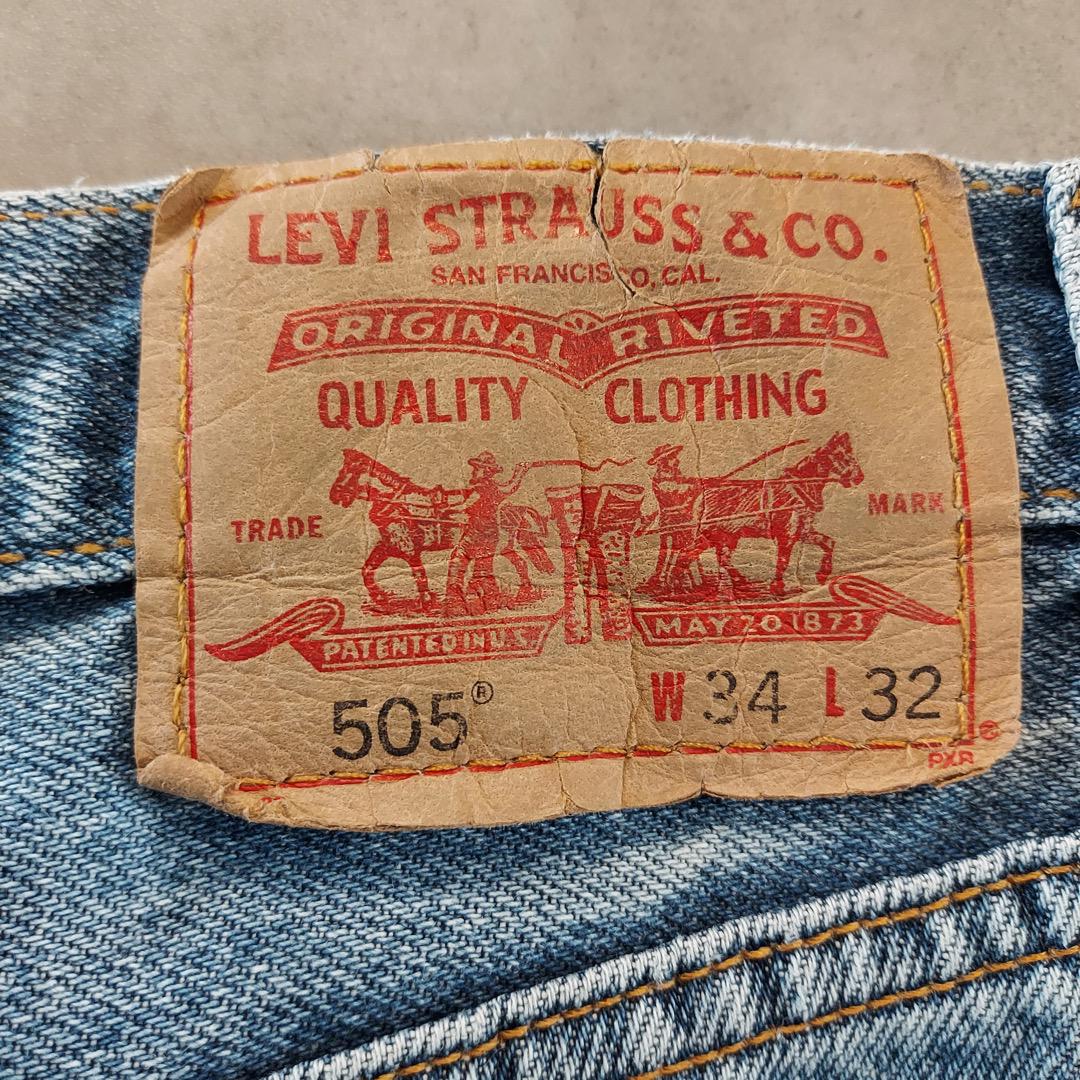 LEVI STRAUSS & CO.
SAN FRANCISCO, CAL.
ORIGINAL RIVETED
QUALITY CLOTHING
TRADE MARK
PATENTED IN U.S. MAY 20 1873
505® W 34 L 32
®